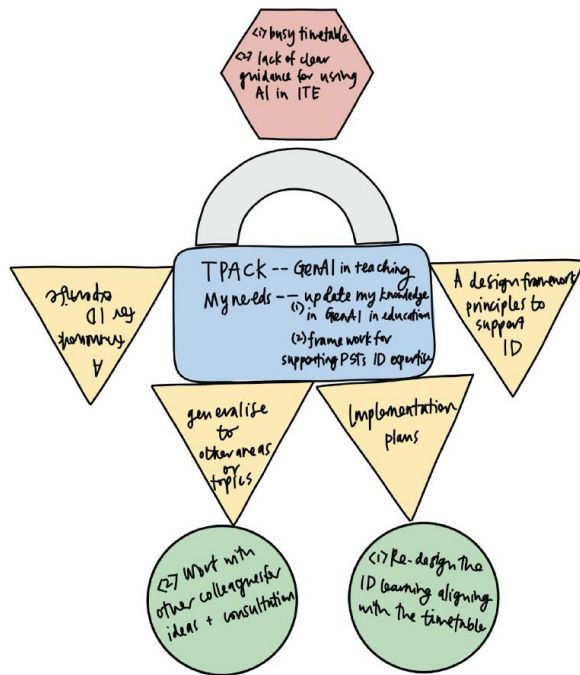 (1) busy timetable
(2) lack of clear
guidance for using
AI in ITE
TPACK -- GenAI in teaching
My needs -- update my knowledge
(1) in GenAI in education
(2) framework for
supporting PSTs ID expertise
A
framework
for ID
expertise
A design framework
principles to
support
ID
generalise
to
other areas
or
topics
Implementation
plans
(2) Work with
other colleagues for
ideas + consultation
(1) Re-design the
ID learning aligning
with the timetable